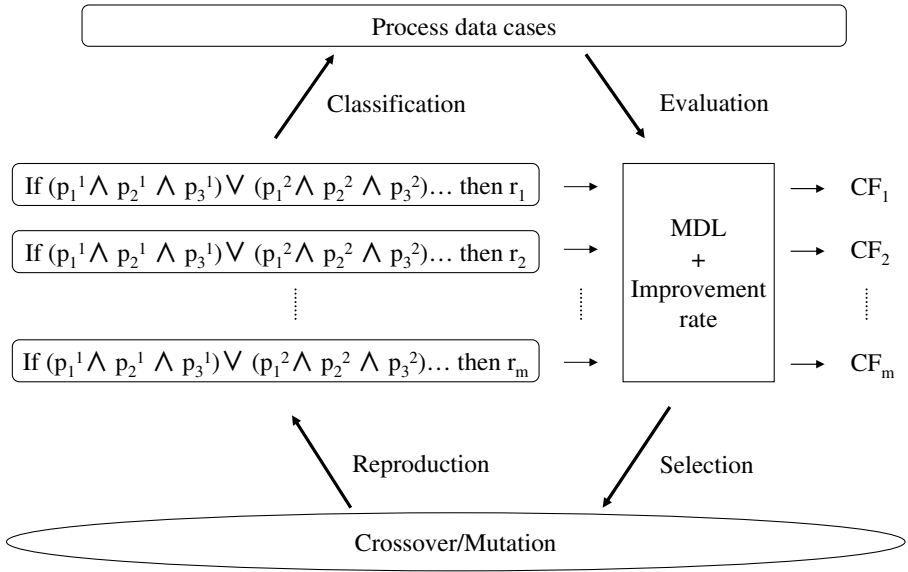 Process data cases
Classification
Evaluation
If (p₁¹ ∧ p₂¹ ∧ p₃¹) ∨ (p₁² ∧ p₂² ∧ p₃²)… then r₁
CF₁
If (p₁¹ ∧ p₂¹ ∧ p₃¹) ∨ (p₁² ∧ p₂² ∧ p₃²)… then r₂
CF₂
MDL
+
Improvement
rate
If (p₁¹ ∧ p₂¹ ∧ p₃¹) ∨ (p₁² ∧ p₂² ∧ p₃²)… then rₘ
CFₘ
Reproduction
Selection
Crossover/Mutation